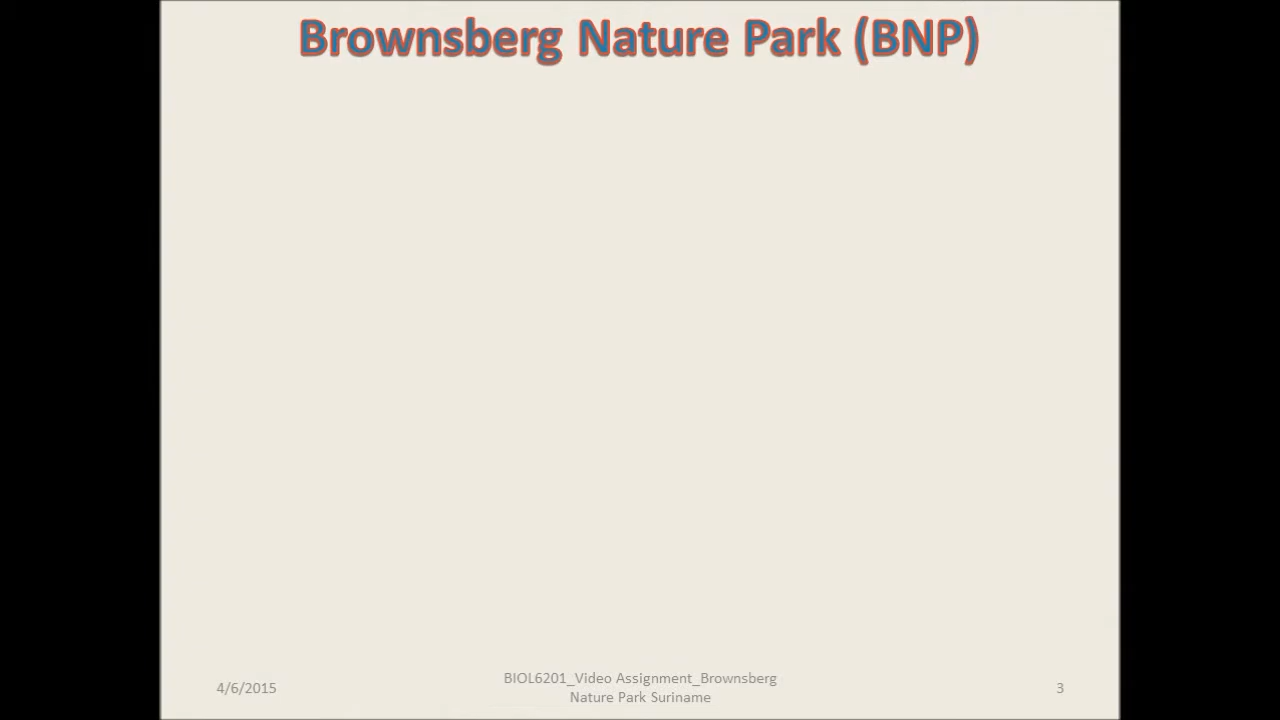 Brownsberg Nature Park (BNP)
4/6/2015
BIOL6201_Video Assignment_Brownsberg
Nature Park Suriname
3